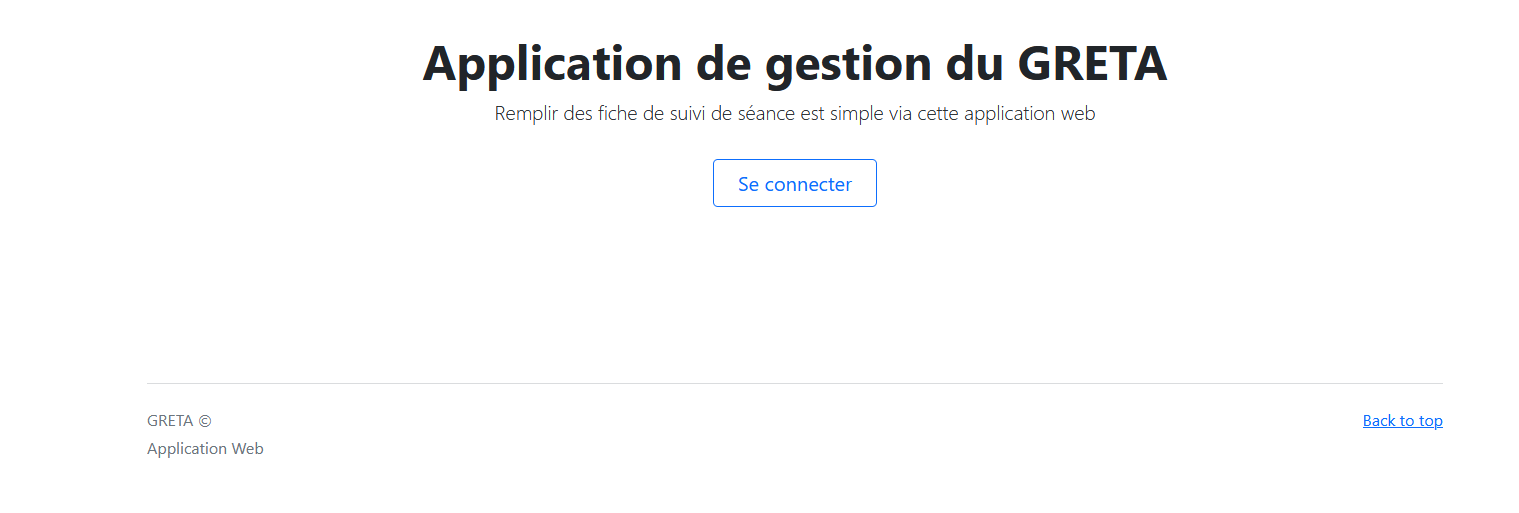 Application de gestion du GRETA
Remplir des fiche de suivi de séance est simple via cette application web
Se connecter
GRETA ©
Back to top
Application Web